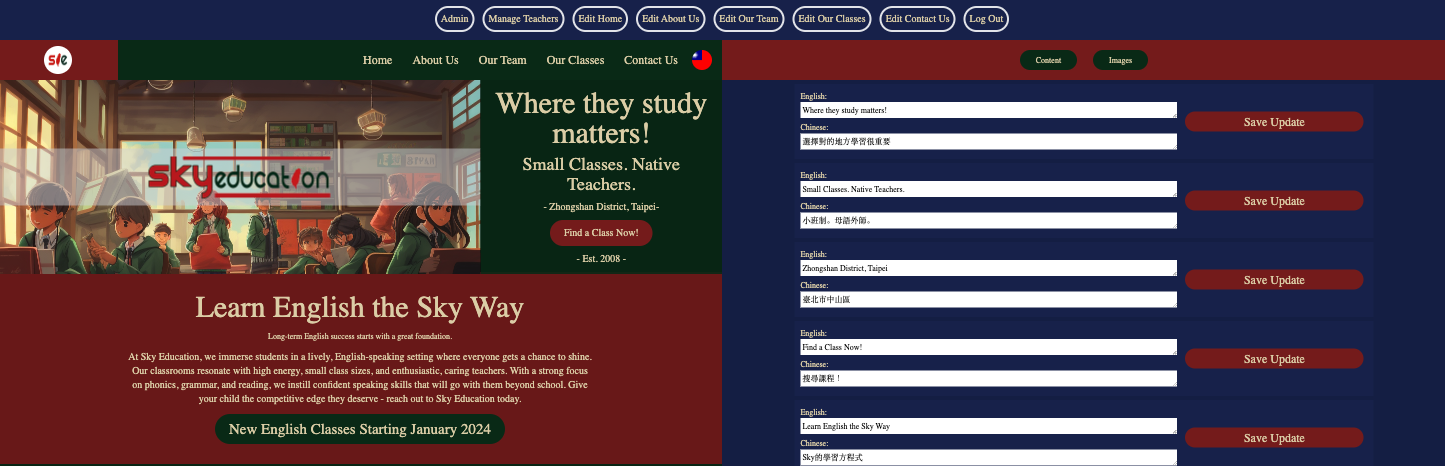 Admin
Manage Teachers
Edit Home
Edit About Us
Edit Our Team
Edit Our Classes
Edit Contact Us
Log Out
s/e
Home
About Us
Our Team
Our Classes
Contact Us
skyeducation
Where they study
matters!
Small Classes. Native
Teachers.
- Zhongshan District, Taipei-
Find a Class Now!
- Est. 2008 -
Learn English the Sky Way
Long-term English success starts with a great foundation.
At Sky Education, we immerse students in a lively, English-speaking setting where everyone gets a chance to shine.
Our classrooms resonate with high energy, small class sizes, and enthusiastic, caring teachers. With a strong focus
on phonics, grammar, and reading, we instill confident speaking skills that will go with them beyond school. Give
your child the competitive edge they deserve - reach out to Sky Education today.
New English Classes Starting January 2024
Content
Images
English:
Where they study matters!
Chinese:
選擇對的地方學習很重要
Save Update
English:
Small Classes. Native Teachers.
Chinese:
小班制。母語外師。
Save Update
English:
Zhongshan District, Taipei
Chinese:
臺北市中山區
Save Update
English:
Find a Class Now!
Chinese:
搜尋課程！
Save Update
English:
Learn English the Sky Way
Chinese:
Sky的學習方程式
Save Update